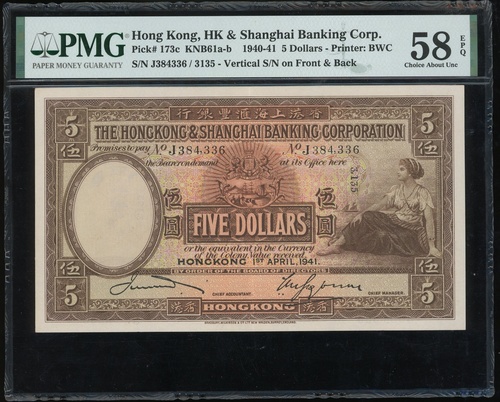 PMG
PAPER MONEY GUARANTY
Hong Kong, HK & Shanghai Banking Corp.
Pick# 173c KNB61a-b 1940-41 5 Dollars - Printer: BWC
S/N J384336 / 3135 - Vertical S/N on Front & Back
58 EPQ
Choice About Unc
5 行銀豐滙海上港香 5
THE HONGKONG & SHANGHAI BANKING CORPORATION
伍 Promises to pay No J384,336 No J384,336 伍
the Bearer on demand at its Office here
3135
伍圓 伍圓
FIVE DOLLARS
or the equivalent in the Currency
of the Colony, Value received.
HONGKONG 1ST APRIL, 1941.
BY ORDER OF THE BOARD OF DIRECTORS
伍 伍
CHIEF ACCOUNTANT. CHIEF MANAGER.
5 港香 HONGKONG 港香 5